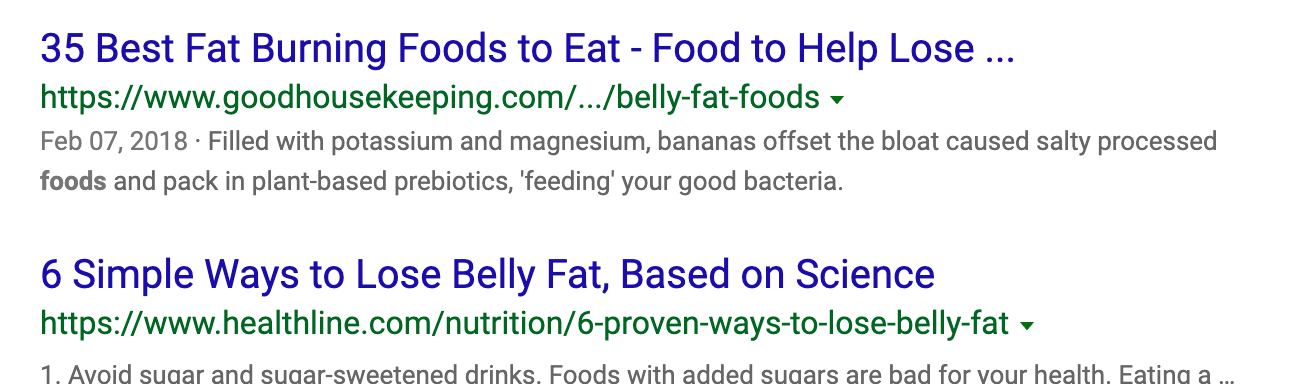 35 Best Fat Burning Foods to Eat - Food to Help Lose ...
https://www.goodhousekeeping.com/.../belly-fat-foods
Feb 07, 2018 · Filled with potassium and magnesium, bananas offset the bloat caused salty processed
foods and pack in plant-based prebiotics, 'feeding' your good bacteria.
6 Simple Ways to Lose Belly Fat, Based on Science
https://www.healthline.com/nutrition/6-proven-ways-to-lose-belly-fat
1. Avoid sugar and sugar-sweetened drinks. Foods with added sugars are bad for your health. Eating a ...